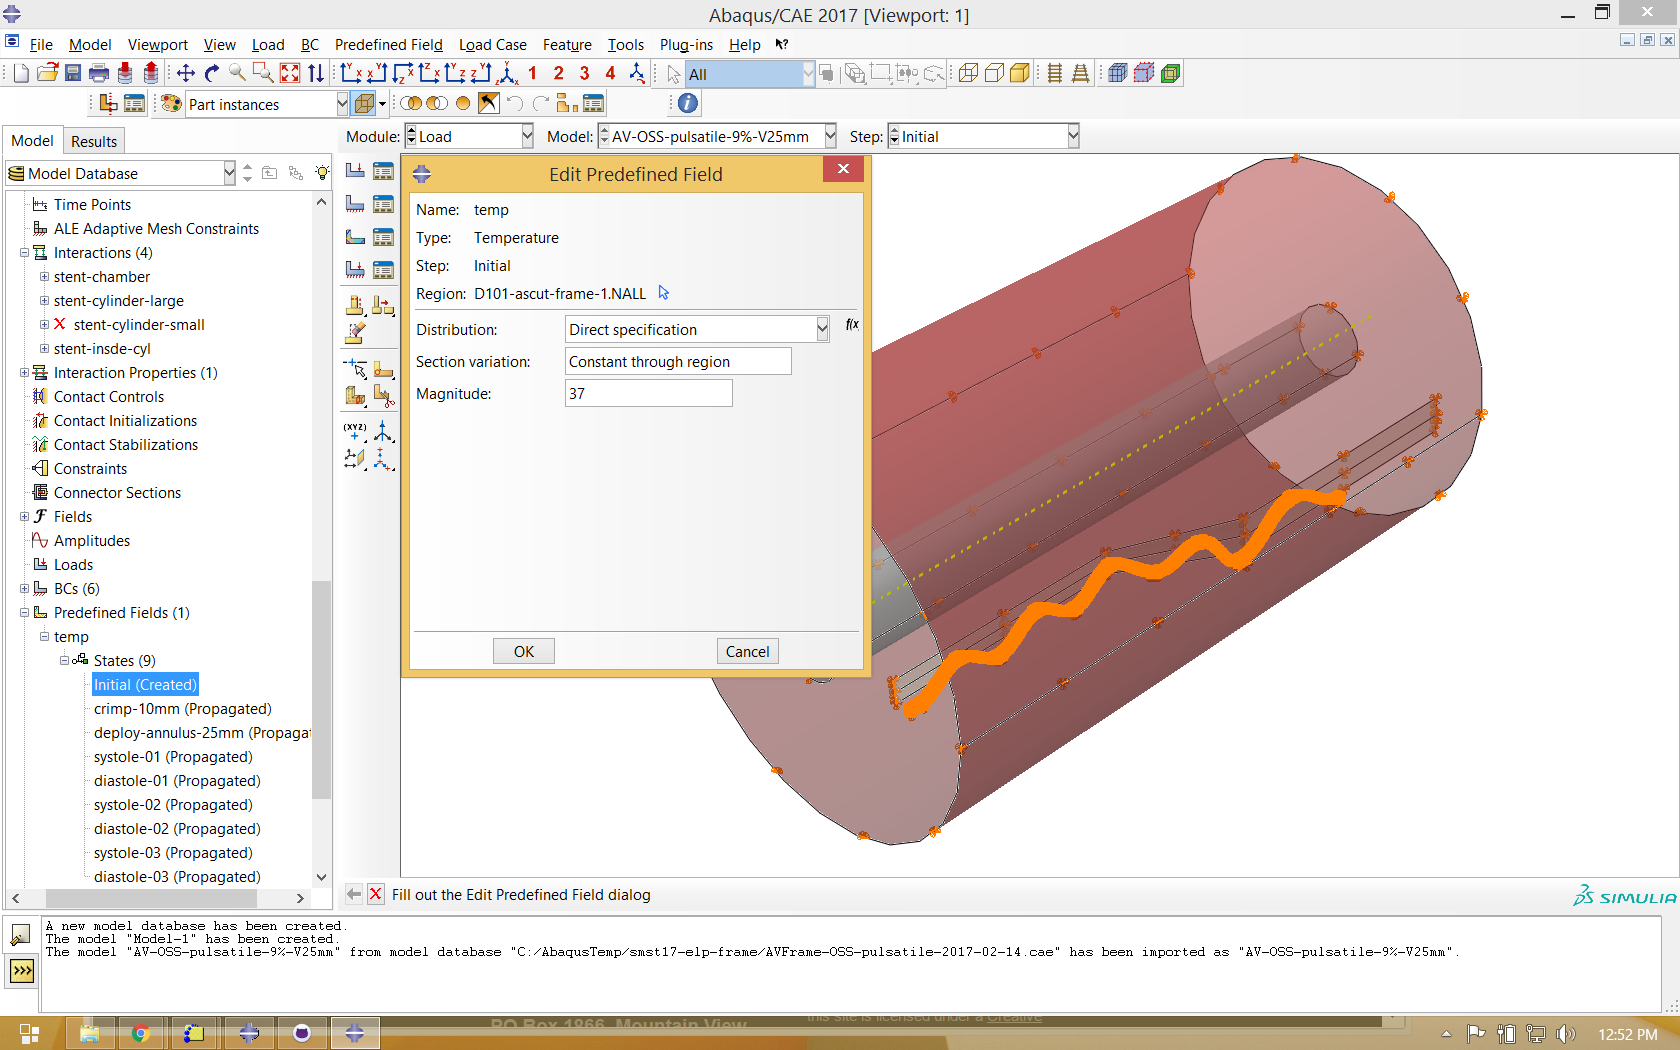 Abaqus/CAE 2017 [Viewport: 1]
File Model Viewport View Load BC Predefined Field Load Case Feature Tools Plug-ins Help
1 2 3 4 All
Part instances
Model Results
Module: Load Model: AV-OSS-pulsatile-9%-V25mm Step: Initial
Model Database
Time Points
ALE Adaptive Mesh Constraints
Interactions (4)
stent-chamber
stent-cylinder-large
stent-cylinder-small
stent-insde-cyl
Interaction Properties (1)
Contact Controls
Contact Initializations
Contact Stabilizations
Constraints
Connector Sections
Fields
Amplitudes
Loads
BCs (6)
Predefined Fields (1)
temp
States (9)
Initial (Created)
crimp-10mm (Propagated)
deploy-annulus-25mm (Propagat
systole-01 (Propagated)
diastole-01 (Propagated)
systole-02 (Propagated)
diastole-02 (Propagated)
systole-03 (Propagated)
diastole-03 (Propagated)
(XYZ)
Edit Predefined Field
Name: temp
Type: Temperature
Step: Initial
Region: D101-ascut-frame-1.NALL
Distribution: Direct specification f(x
Section variation: Constant through region
Magnitude: 37
OK Cancel
Fill out the Edit Predefined Field dialog
SIMULIA
A new model database has been created.
The model "Model-1" has been created.
The model "AV-OSS-pulsatile-9%-V25mm" from model database "C:/AbaqusTemp/smst17-elp-frame/AVFrame-OSS-pulsatile-2017-02-14.cae" has been imported as "AV-OSS-pulsatile-9%-V25mm".
>>>
PO Box 1866, Mountain View
this site is licensed under a Creative
12:52 PM